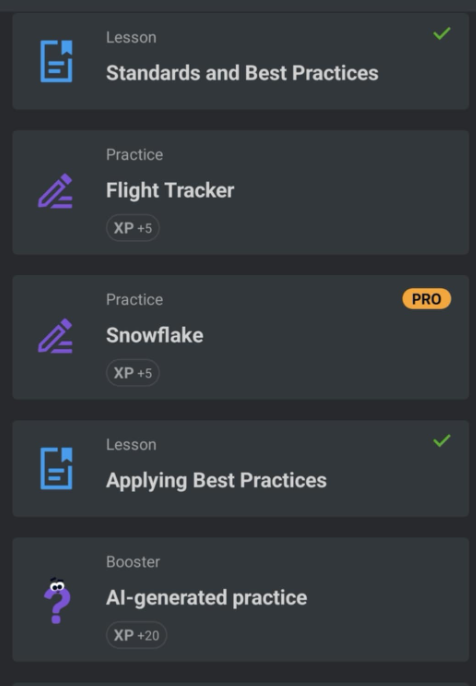 Lesson
Standards and Best Practices
Practice
Flight Tracker
XP +5
Practice
PRO
Snowflake
XP +5
Lesson
Applying Best Practices
Booster
AI-generated practice
XP +20